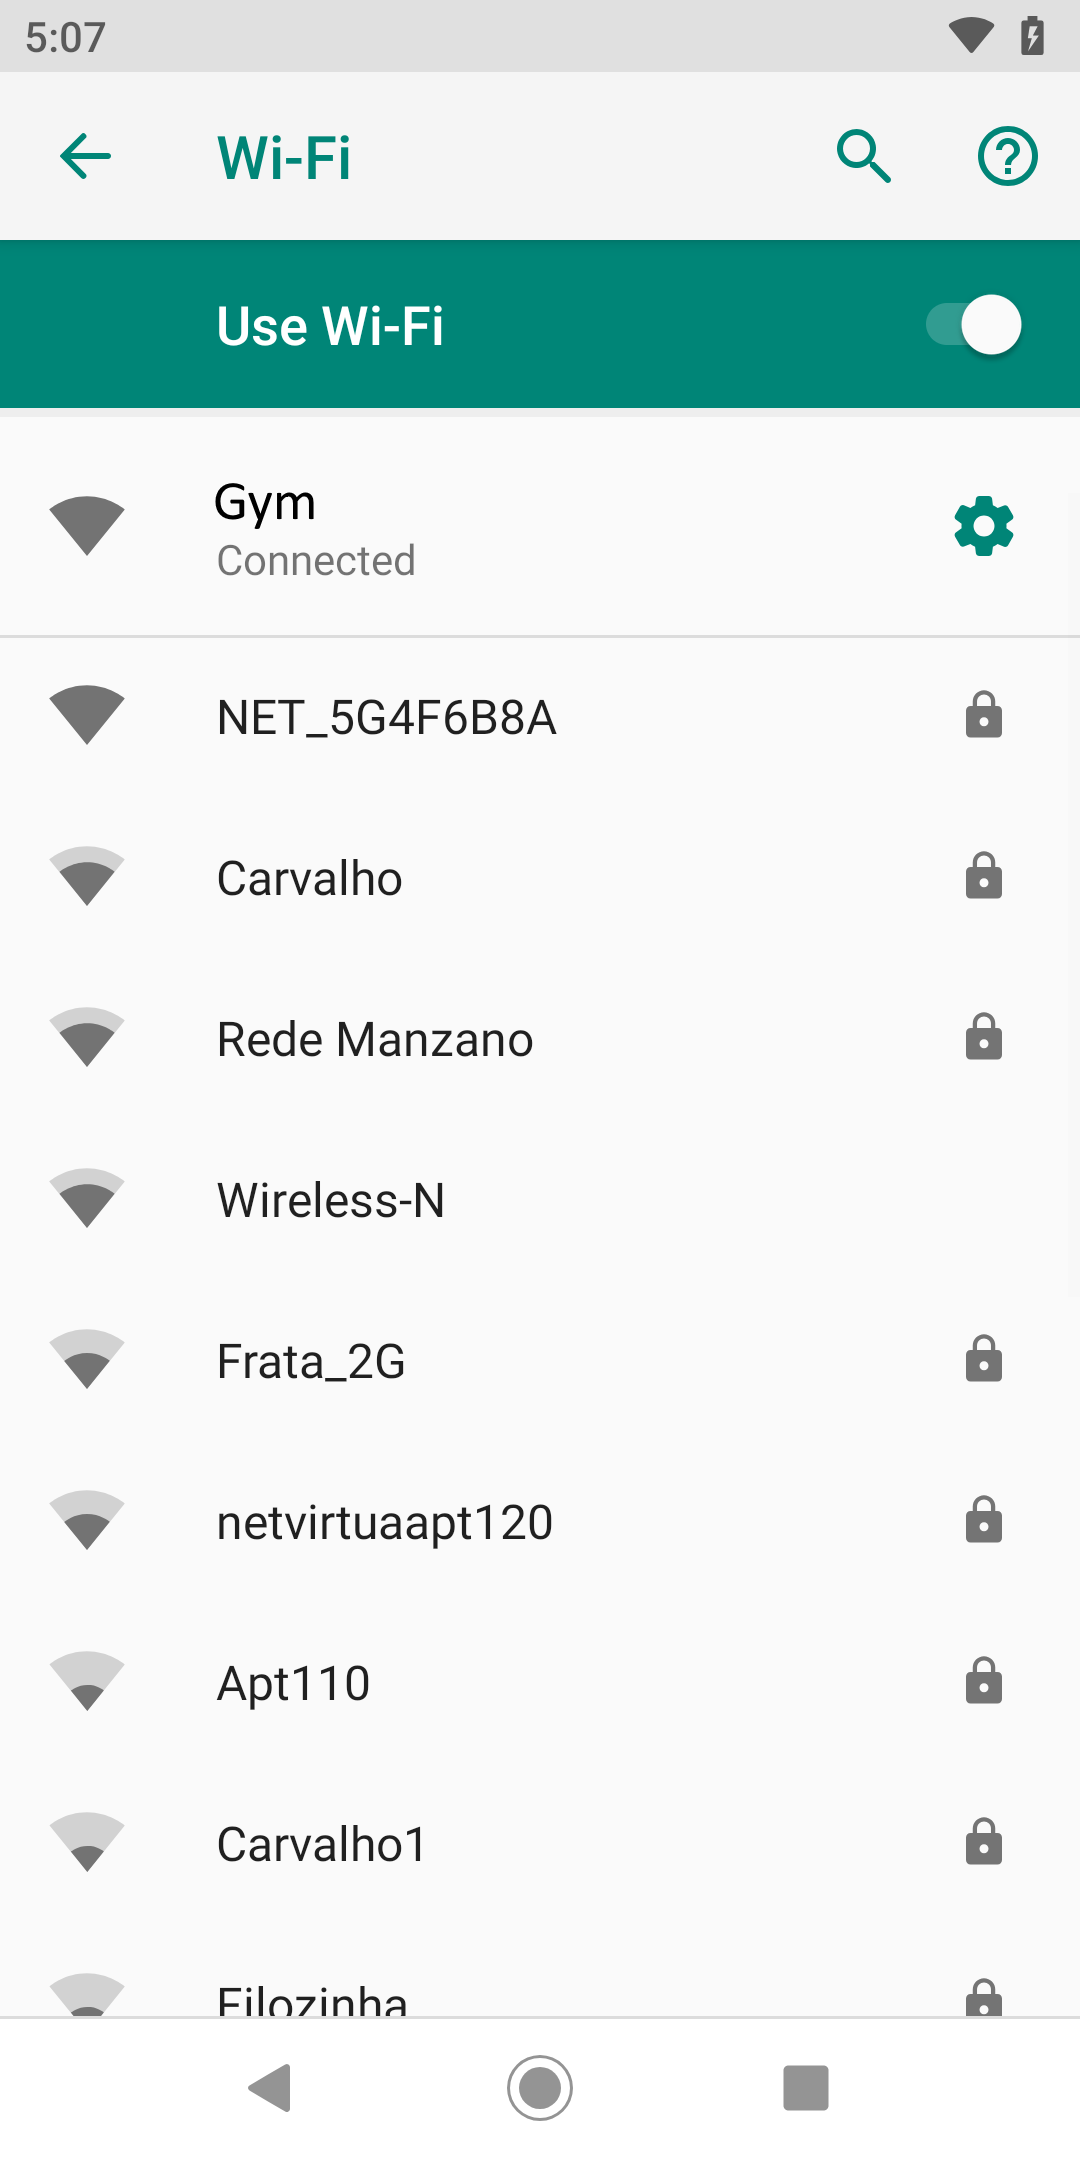 5:07
Wi-Fi
Use Wi-Fi
Gym
Connected
NET_5G4F6B8A
Carvalho
Rede Manzano
Wireless-N
Frata_2G
netvirtuaapt120
Apt110
Carvalho1
Filozinha